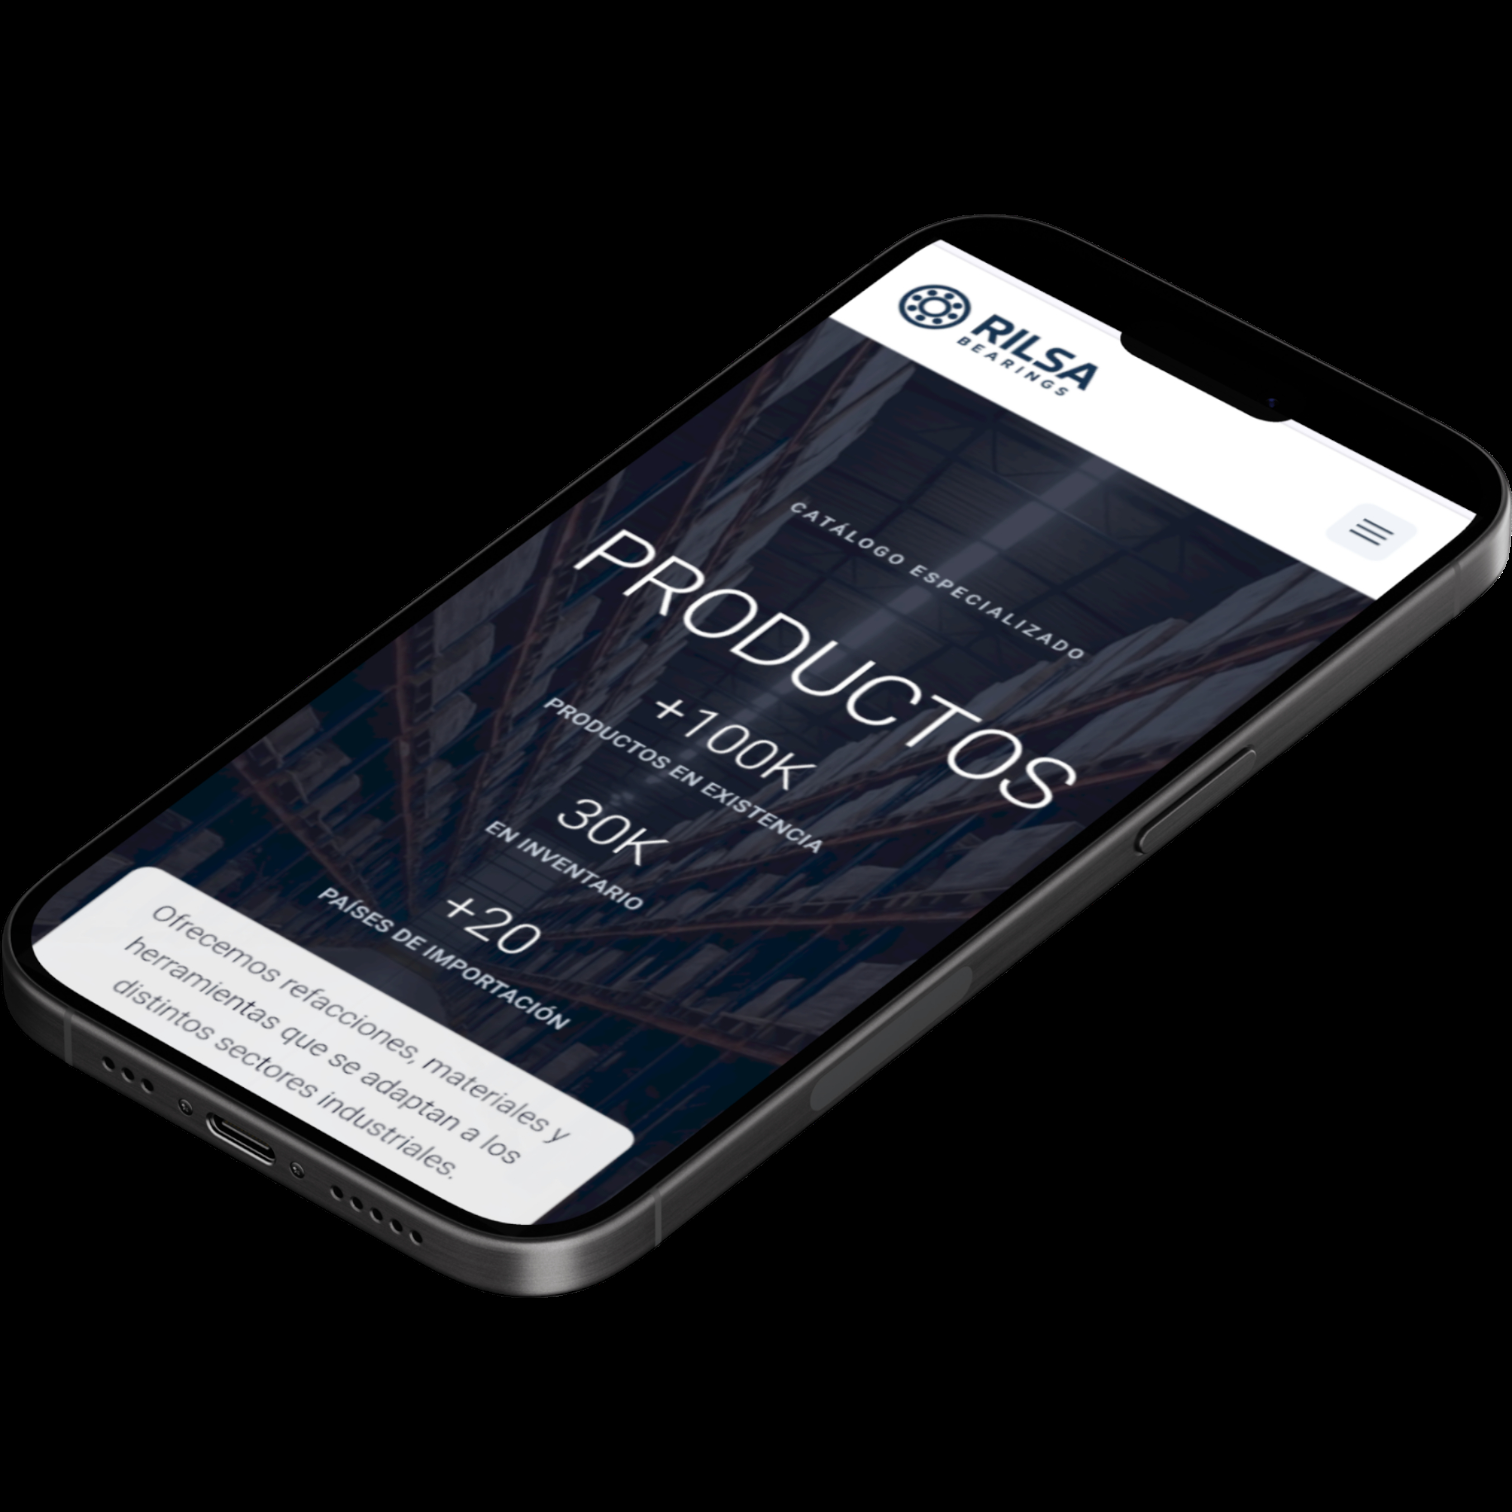 RILSA
BEARINGS
CATÁLOGO ESPECIALIZADO
PRODUCTOS
+100K
PRODUCTOS EN EXISTENCIA
30K
EN INVENTARIO
+20
PAÍSES DE IMPORTACIÓN
Ofrecemos refacciones, materiales y
herramientas que se adaptan a los
distintos sectores industriales.